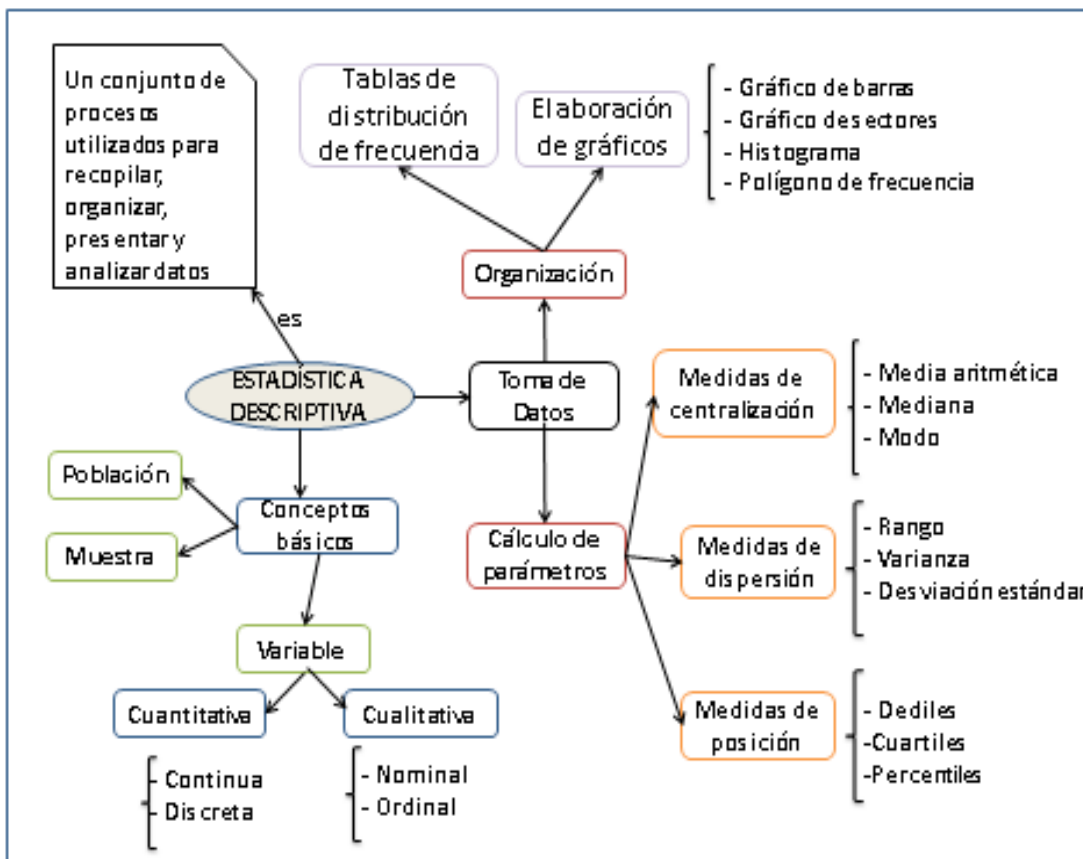 Un conjunto de
procesos
utilizados para
recopilar,
organizar,
presentar y
analizar datos
es
ESTADÍSTICA
DESCRIPTIVA
Tablas de
distribución
de frecuencia
Elaboración
de gráficos
- Gráfico de barras
- Gráfico de sectores
- Histograma
- Polígono de frecuencia
Organización
Toma de
Datos
Cálculo de
parámetros
Medidas de
centralización
- Media aritmética
- Mediana
- Modo
Medidas de
dispersión
- Rango
- Varianza
- Desviación estándar
Medidas de
posición
- Dediles
-Cuartiles
-Percentiles
Conceptos
básicos
Población
Muestra
Variable
Cuantitativa
- Continua
- Discreta
Cualitativa
- Nominal
- Ordinal